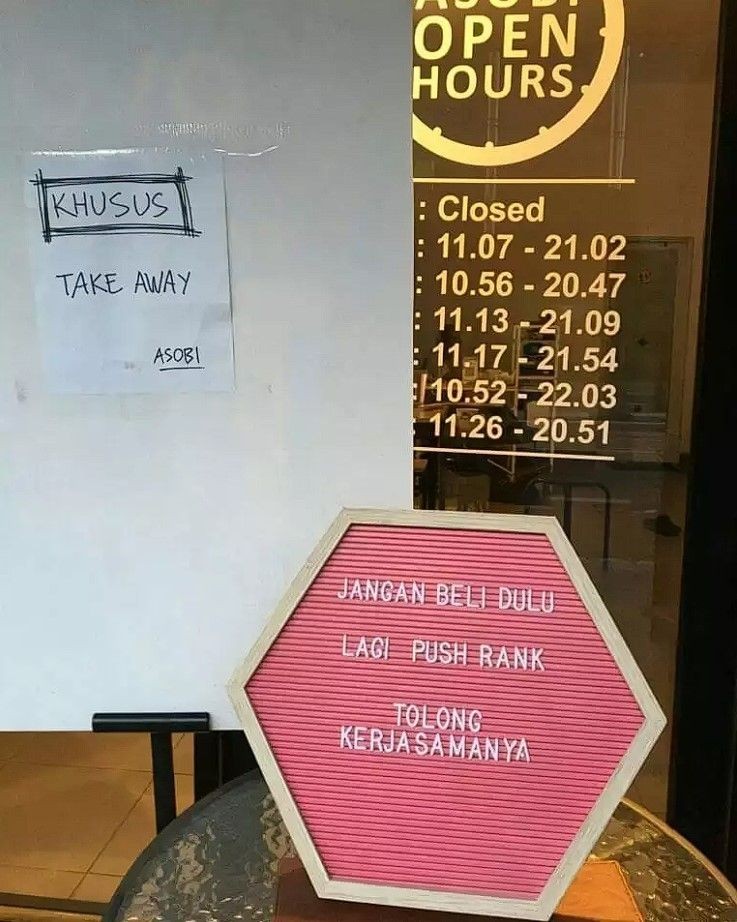 KHUSUS
TAKE AWAY
ASOBI
ASOBI
OPEN
HOURS
: Closed
: 11.07 - 21.02
: 10.56 - 20.47
: 11.13 - 21.09
: 11.17 - 21.54
: 10.52 - 22.03
: 11.26 - 20.51
JANGAN BELI DULU
LAGI PUSH RANK
TOLONG
KERJASAMANYA